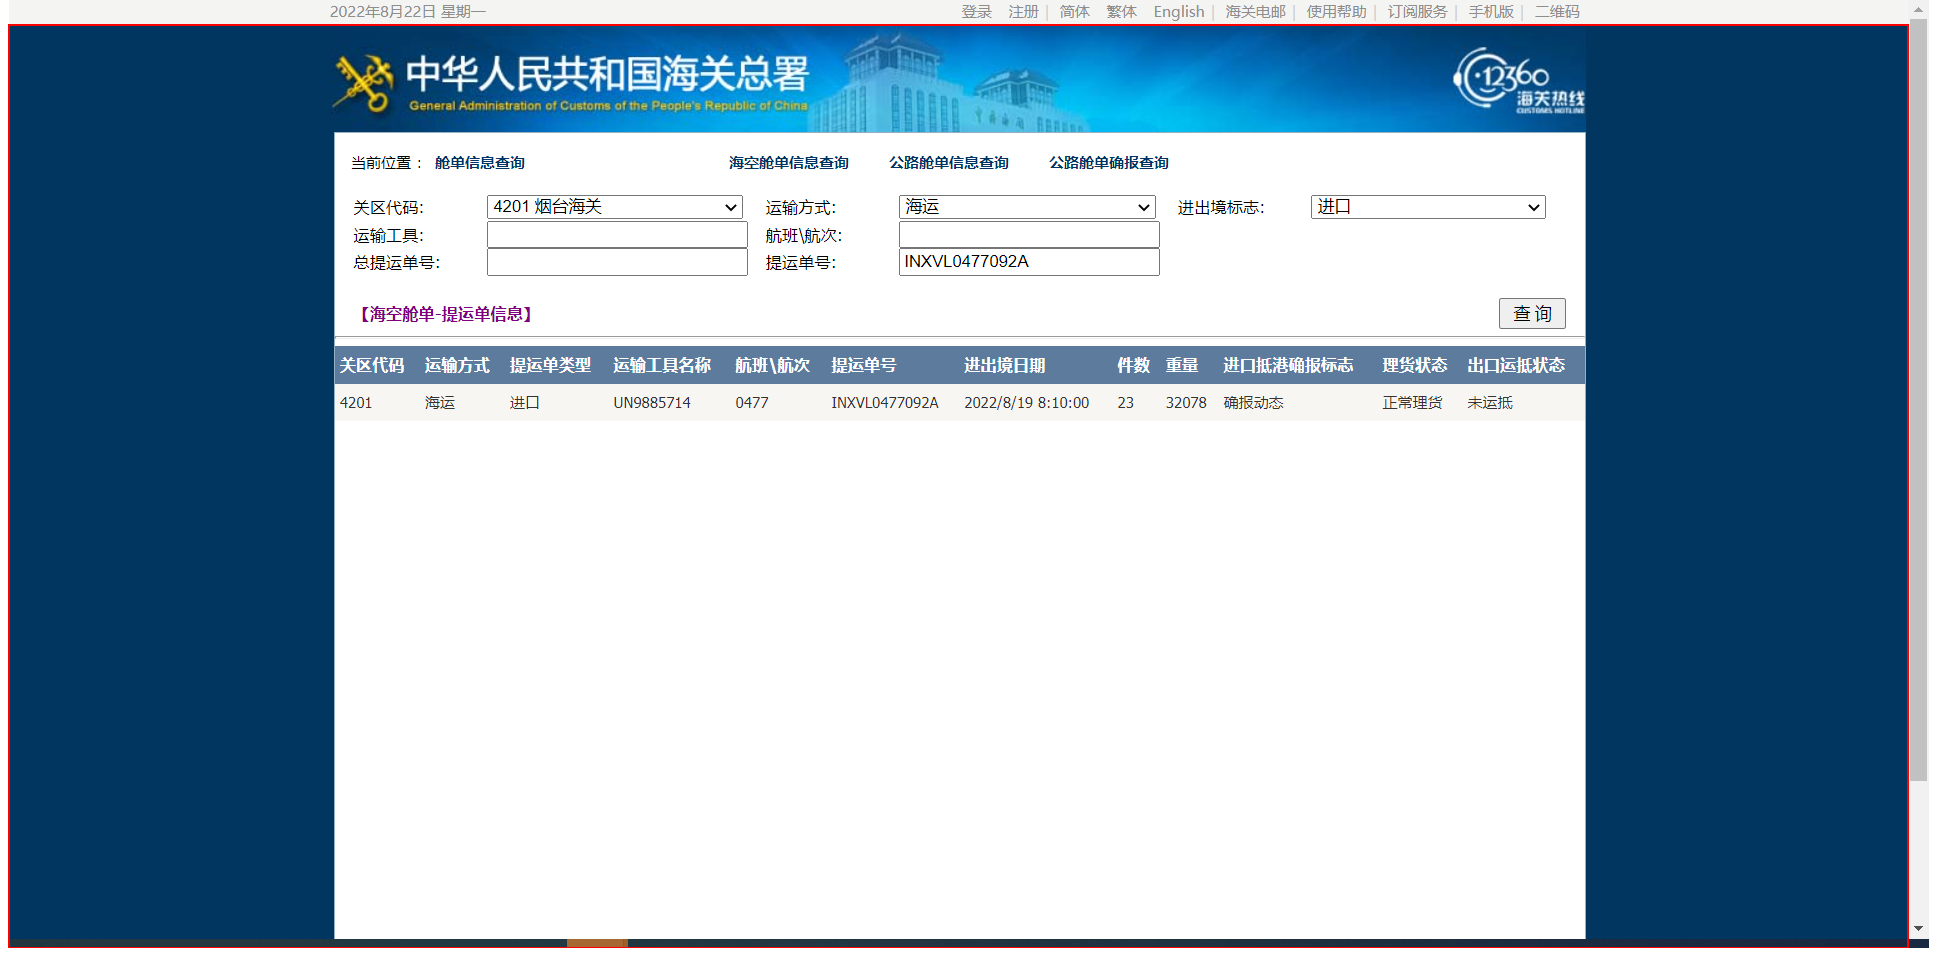 2022年8月22日 星期一 登录 注册 | 简体 繁体 English | 海关电邮 | 使用帮助 | 订阅服务 | 手机版 | 二维码
中华人民共和国海关总署
General Administration of Customs of the People's Republic of China
12360
海关热线
CUSTOMS HOTLINE
当前位置： 舱单信息查询 海空舱单信息查询 公路舱单信息查询 公路舱单确报查询
关区代码: 4201 烟台海关 运输方式: 海运 进出境标志: 进口
运输工具: 航班\航次:
总提运单号: 提运单号: INXVL0477092A
【海空舱单-提运单信息】 查 询
关区代码 运输方式 提运单类型 运输工具名称 航班\航次 提运单号 进出境日期 件数 重量 进口抵港确报标志 理货状态 出口运抵状态
4201 海运 进口 UN9885714 0477 INXVL0477092A 2022/8/19 8:10:00 23 32078 确报动态 正常理货 未运抵